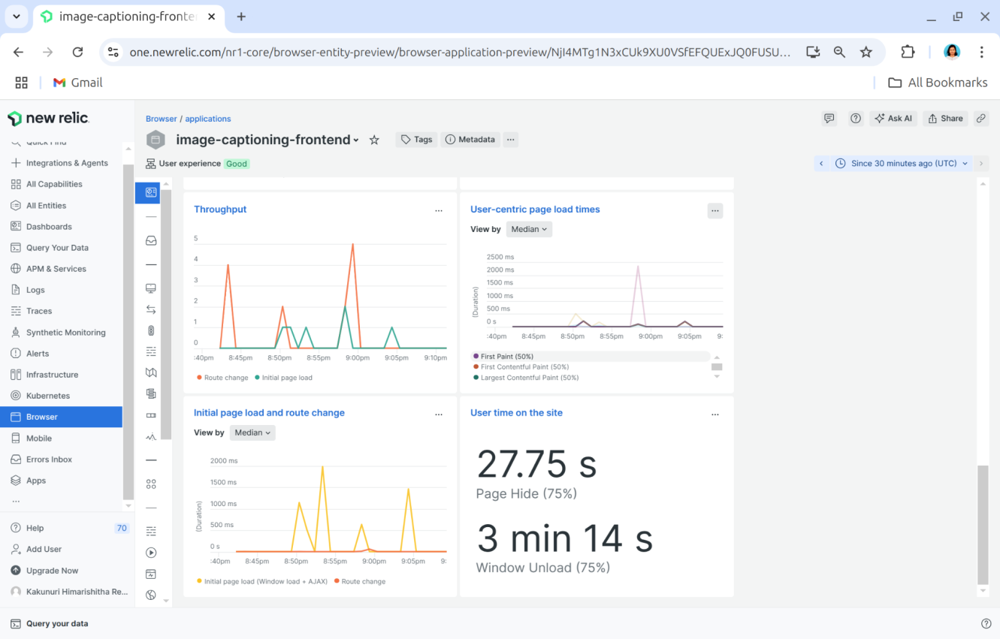 image-captioning-fronte
one.newrelic.com/nr1-core/browser-entity-preview/browser-application-preview/NjI4MTg1N3xCUk9XU0VSfEFQUExJQ0FUSU...
Gmail
All Bookmarks
new relic
Quick Find
Integrations & Agents
All Capabilities
All Entities
Dashboards
Query Your Data
APM & Services
Logs
Traces
Synthetic Monitoring
Alerts
Infrastructure
Kubernetes
Browser
Mobile
Errors Inbox
Apps
...
Help 70
Add User
Upgrade Now
Kakunuri Himarishitha Re...
Browser / applications
image-captioning-frontend
Tags
Metadata
...
Ask AI
Share
User experience Good
Since 30 minutes ago (UTC)
Throughput
...
5
4
3
2
1
0
:40pm 8:45pm 8:50pm 8:55pm 9:00pm 9:05pm 9:10pm
Route change Initial page load
User-centric page load times
...
View by Median
2500 ms
2000 ms
1500 ms
1000 ms
500 ms
0 s
(Duration)
:40pm 8:45pm 8:50pm 8:55pm 9:00pm 9:05pm 9:
First Paint (50%)
First Contentful Paint (50%)
Largest Contentful Paint (50%)
Initial page load and route change
...
View by Median
2000 ms
1500 ms
1000 ms
500 ms
0 s
(Duration)
:40pm 8:45pm 8:50pm 8:55pm 9:00pm 9:05pm 9:
Initial page load (Window load + AJAX) Route change
User time on the site
...
27.75 s
Page Hide (75%)
3 min 14 s
Window Unload (75%)
Query your data